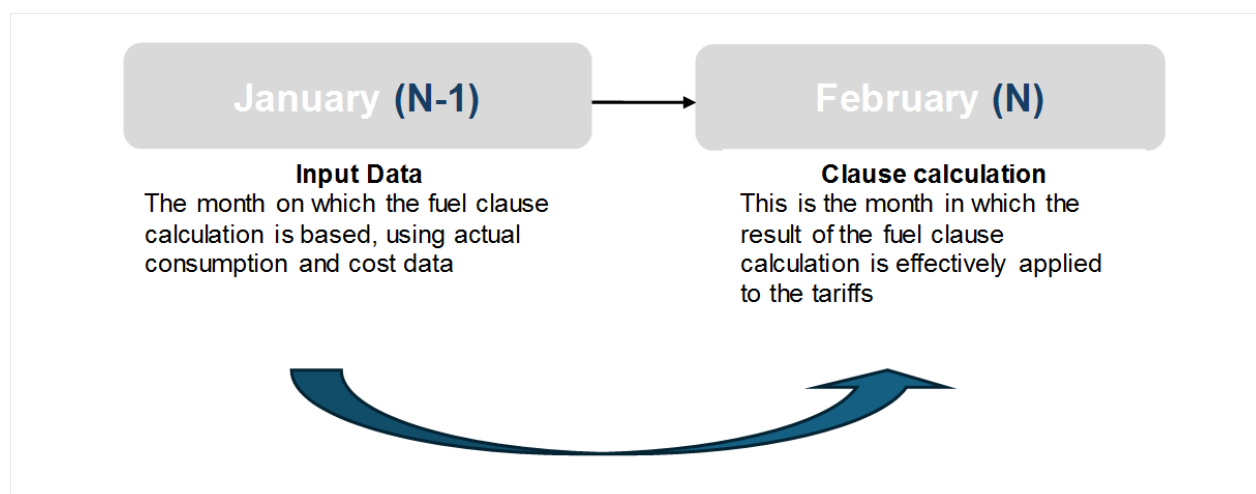 January (N-1)
February (N)
Input Data
The month on which the fuel clause
calculation is based, using actual
consumption and cost data
Clause calculation
This is the month in which the
result of the fuel clause
calculation is effectively applied
to the tariffs